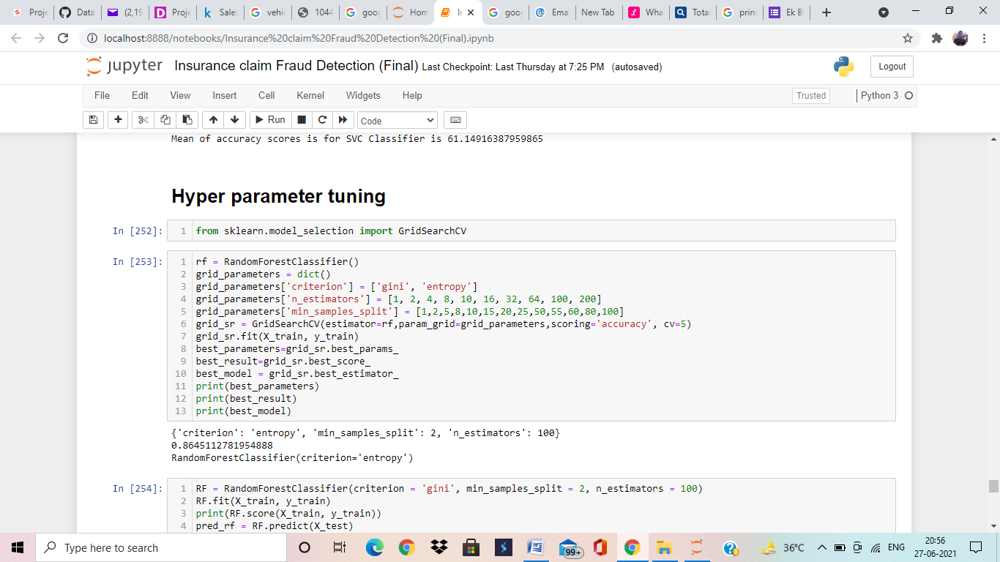 Proje
Data
(2,19
Proje
Sales
vehic
1044
goog
Hom
I
goog
Emai
New Tab
Wha
Total
princ
Ek Bh
localhost:8888/notebooks/Insurance%20claim%20Fraud%20Detection%20(Final).ipynb
jupyter Insurance claim Fraud Detection (Final) Last Checkpoint: Last Thursday at 7:25 PM (autosaved)
Logout
File Edit View Insert Cell Kernel Widgets Help
Trusted
Python 3
Run
Code
Mean of accuracy scores is for SVC Classifier is 61.14916387959865
Hyper parameter tuning
In [252]: 1 from sklearn.model_selection import GridSearchCV
In [253]: 1 rf = RandomForestClassifier()
2 grid_parameters = dict()
3 grid_parameters['criterion'] = ['gini', 'entropy']
4 grid_parameters['n_estimators'] = [1, 2, 4, 8, 10, 16, 32, 64, 100, 200]
5 grid_parameters['min_samples_split'] = [1,2,5,8,10,15,20,25,50,55,60,80,100]
6 grid_sr = GridSearchCV(estimator=rf,param_grid=grid_parameters,scoring='accuracy', cv=5)
7 grid_sr.fit(X_train, y_train)
8 best_parameters=grid_sr.best_params_
9 best_result=grid_sr.best_score_
10 best_model = grid_sr.best_estimator_
11 print(best_parameters)
12 print(best_result)
13 print(best_model)
{'criterion': 'entropy', 'min_samples_split': 2, 'n_estimators': 100}
0.8645112781954888
RandomForestClassifier(criterion='entropy')
In [254]: 1 RF = RandomForestClassifier(criterion = 'gini', min_samples_split = 2, n_estimators = 100)
2 RF.fit(X_train, y_train)
3 print(RF.score(X_train, y_train))
4 pred_rf = RF.predict(X_test)
Type here to search
99+
36°C
ENG
20:56
27-06-2021